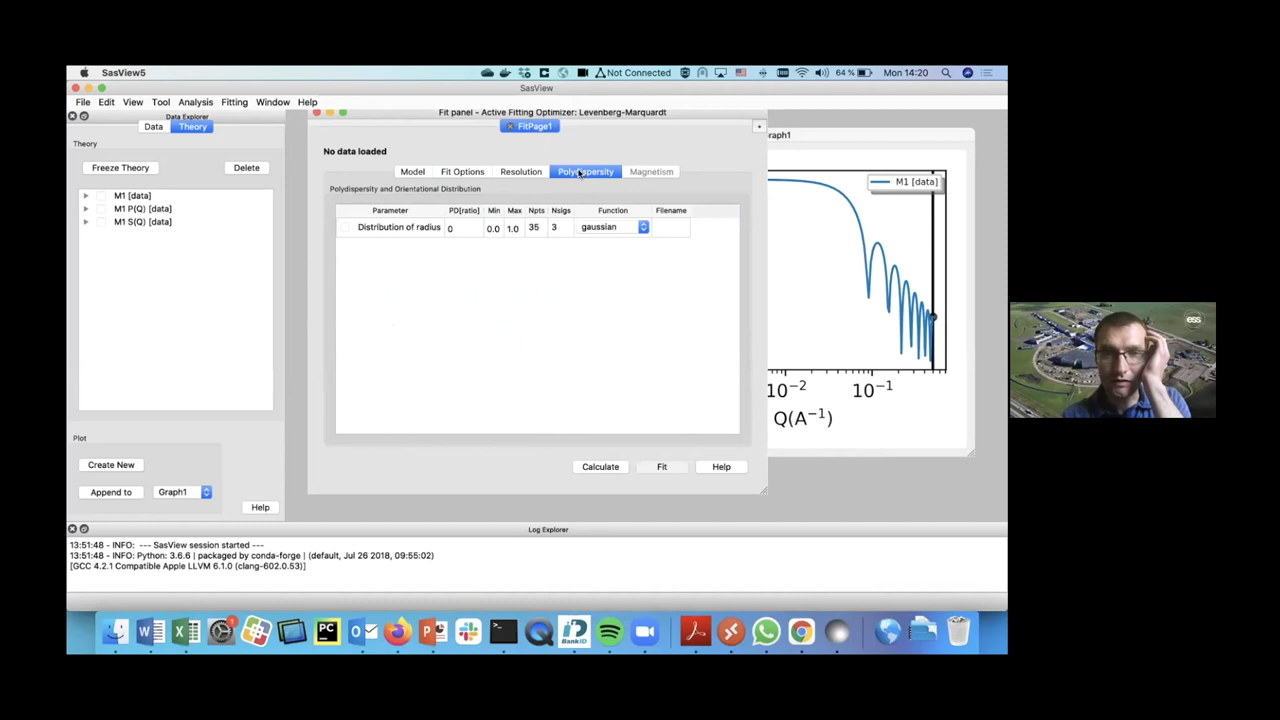 SasView5
Not Connected
64 %
Mon 14:20
SasView
File Edit View Tool Analysis Fitting Window Help
Data Explorer
Data Theory
Theory
Freeze Theory Delete
M1 [data]
M1 P(Q) [data]
M1 S(Q) [data]
Plot
Create New
Append to Graph1
Help
Fit panel - Active Fitting Optimizer: Levenberg-Marquardt
FitPage1
+
No data loaded
Model Fit Options Resolution Polydispersity Magnetism
Polydispersity and Orientational Distribution
Parameter PD[ratio] Min Max Npts Nsigs Function Filename
Distribution of radius 0 0.0 1.0 35 3 gaussian
Calculate Fit Help
raph1
M1 [data]
10⁻² 10⁻¹
Q(A⁻¹)
Log Explorer
13:51:48 - INFO: --- SasView session started ---
13:51:48 - INFO: Python: 3.6.6 | packaged by conda-forge | (default, Jul 26 2018, 09:55:02)
[GCC 4.2.1 Compatible Apple LLVM 6.1.0 (clang-602.0.53)]
1
PC
BankID
ess